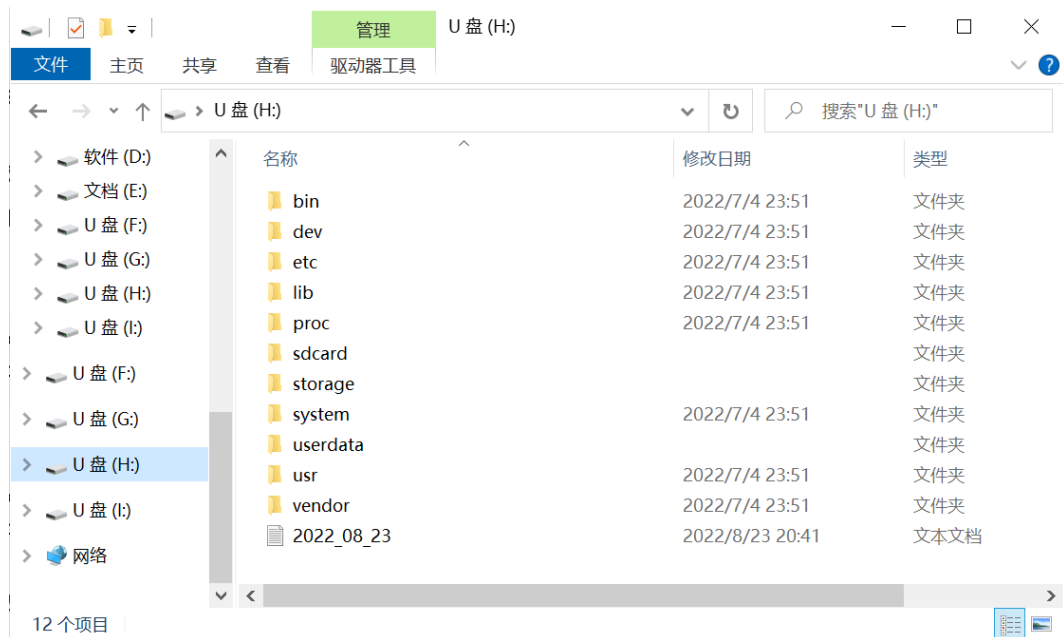 管理
U 盘 (H:)
文件
主页
共享
查看
驱动器工具
U 盘 (H:)
搜索"U 盘 (H:)"
软件 (D:)
文档 (E:)
U 盘 (F:)
U 盘 (G:)
U 盘 (H:)
U 盘 (I:)
U 盘 (F:)
U 盘 (G:)
U 盘 (H:)
U 盘 (I:)
网络
名称 修改日期 类型
bin 2022/7/4 23:51 文件夹
dev 2022/7/4 23:51 文件夹
etc 2022/7/4 23:51 文件夹
lib 2022/7/4 23:51 文件夹
proc 2022/7/4 23:51 文件夹
sdcard 文件夹
storage 文件夹
system 2022/7/4 23:51 文件夹
userdata 文件夹
usr 2022/7/4 23:51 文件夹
vendor 2022/7/4 23:51 文件夹
2022_08_23 2022/8/23 20:41 文本文档
12 个项目